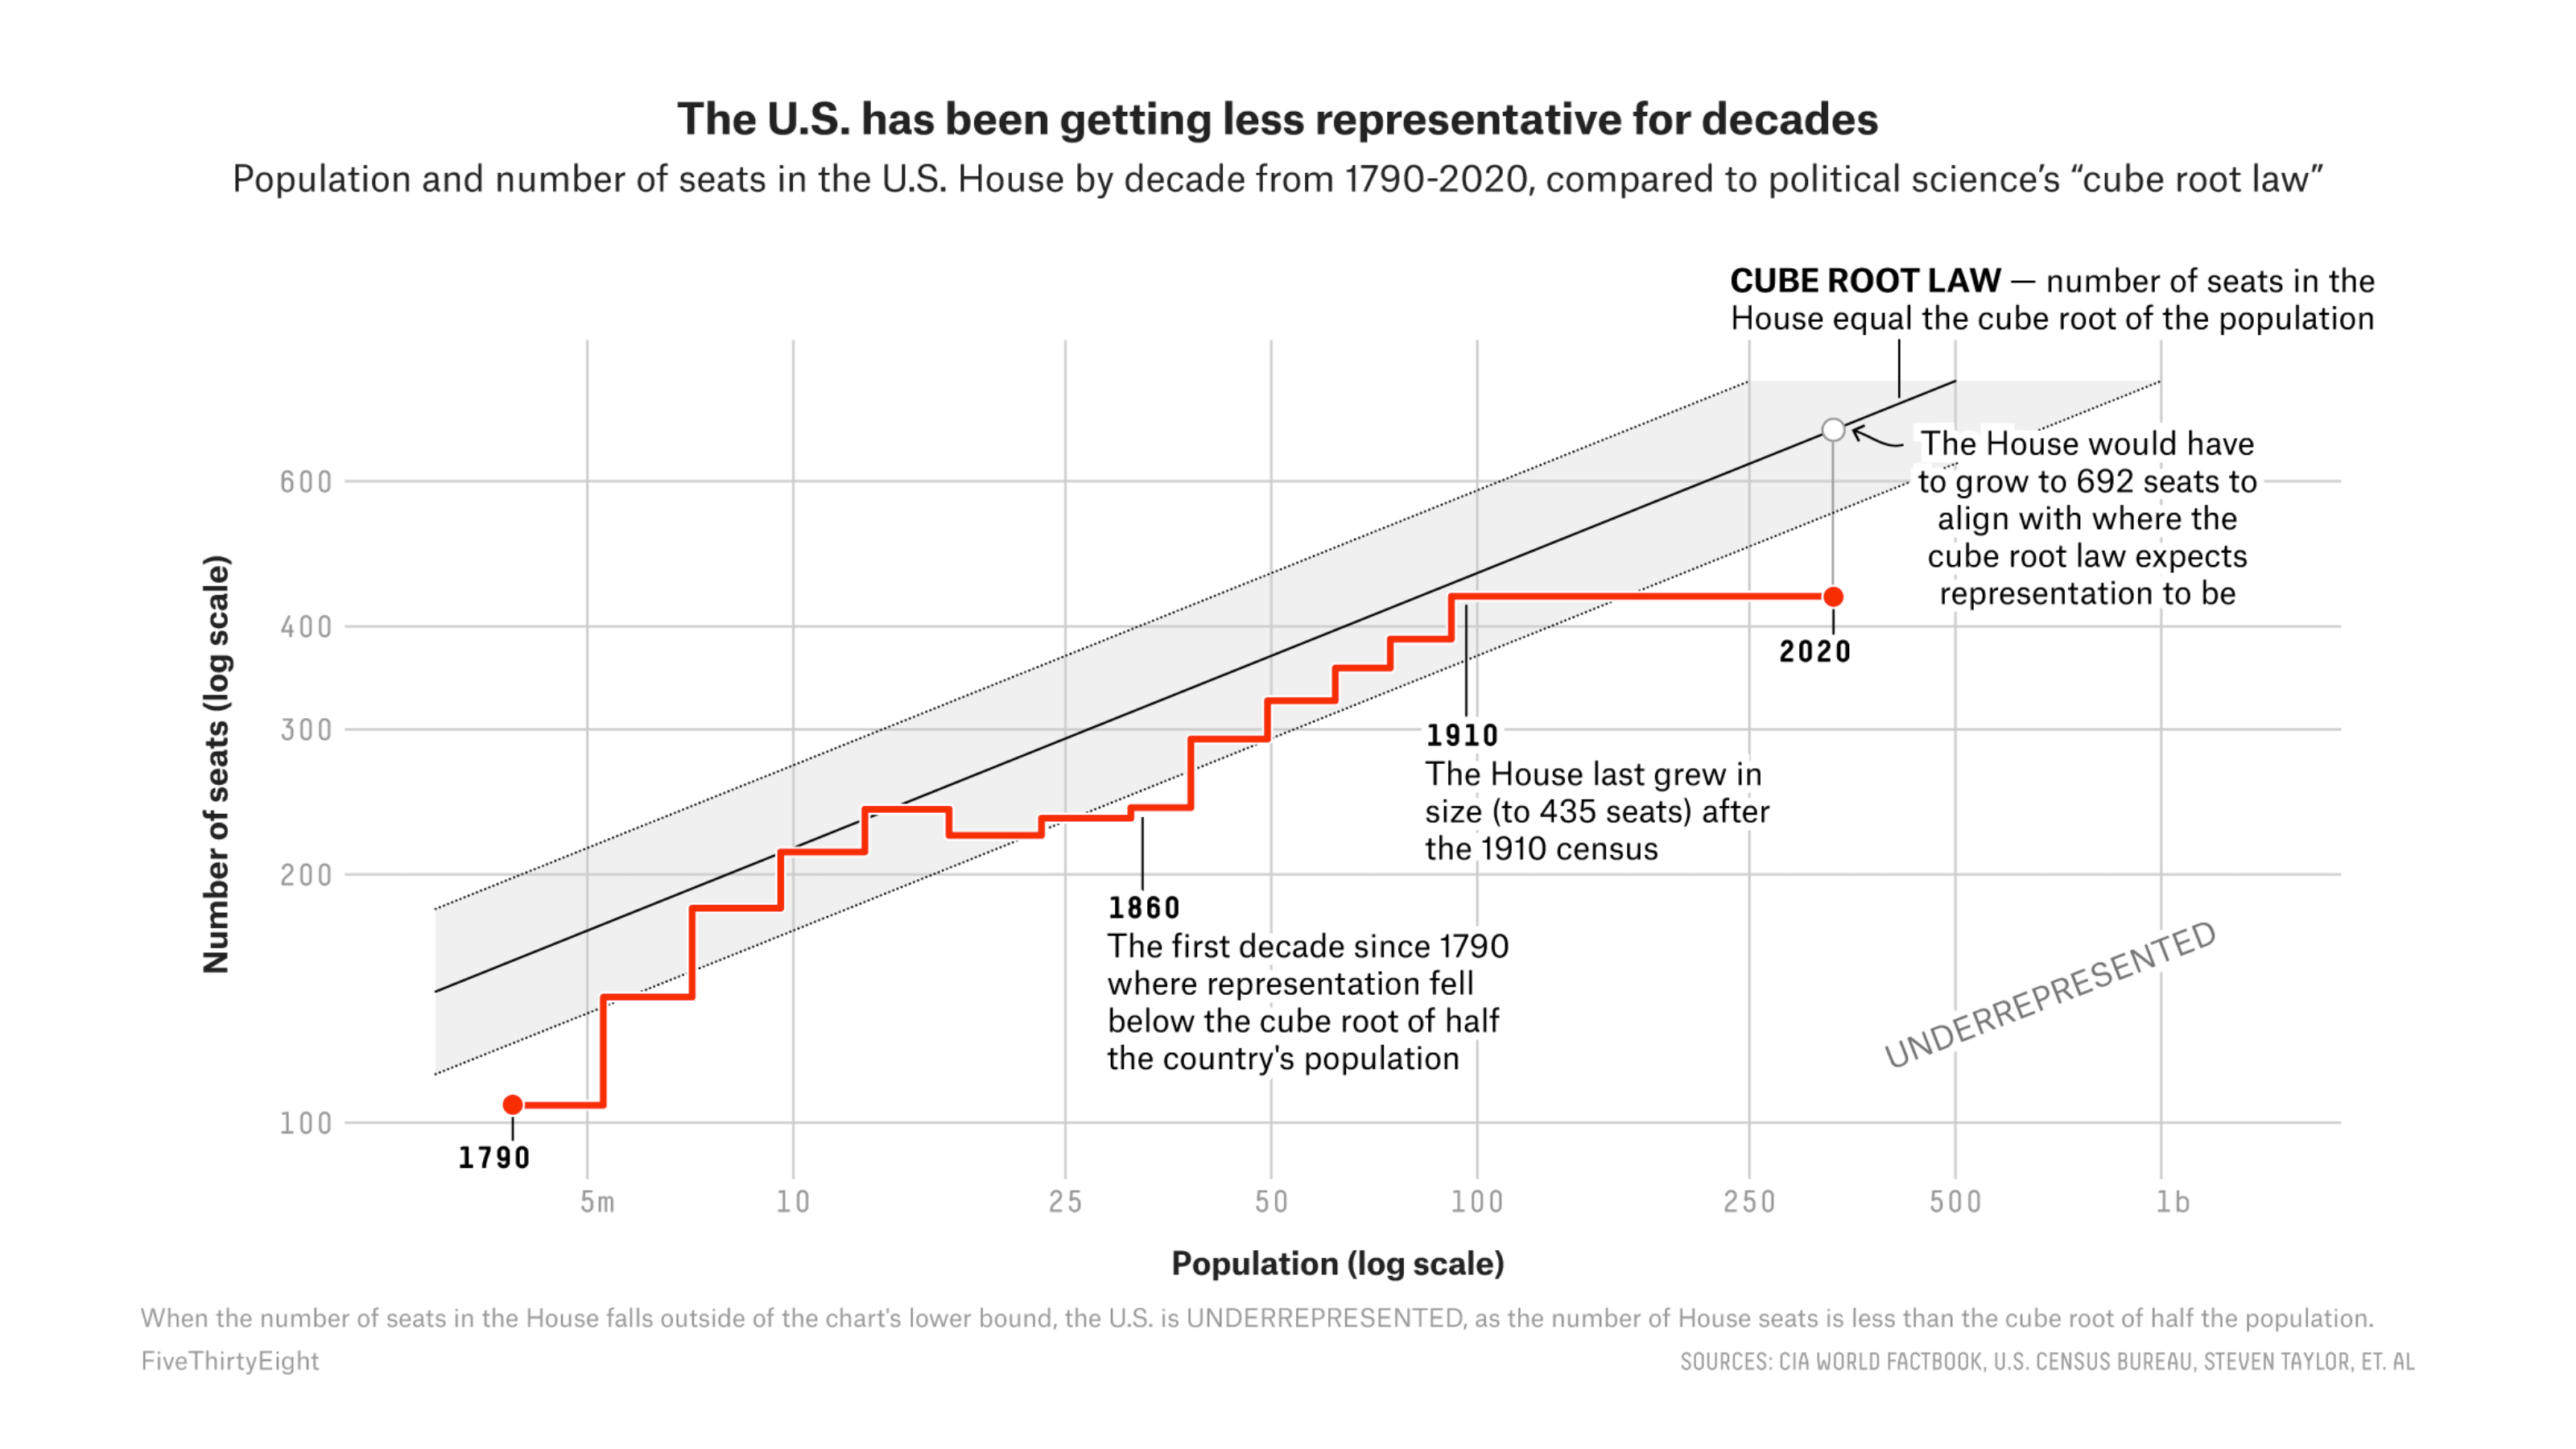 The U.S. has been getting less representative for decades
Population and number of seats in the U.S. House by decade from 1790-2020, compared to political science’s “cube root law”
CUBE ROOT LAW — number of seats in the
House equal the cube root of the population
The House would have
to grow to 692 seats to
align with where the
cube root law expects
representation to be
Number of seats (log scale)
600
400
300
200
100
2020
1910
The House last grew in
size (to 435 seats) after
the 1910 census
1860
The first decade since 1790
where representation fell
below the cube root of half
the country's population
UNDERREPRESENTED
1790
5m 10 25 50 100 250 500 1b
Population (log scale)
When the number of seats in the House falls outside of the chart's lower bound, the U.S. is UNDERREPRESENTED, as the number of House seats is less than the cube root of half the population.
FiveThirtyEight
SOURCES: CIA WORLD FACTBOOK, U.S. CENSUS BUREAU, STEVEN TAYLOR, ET. AL